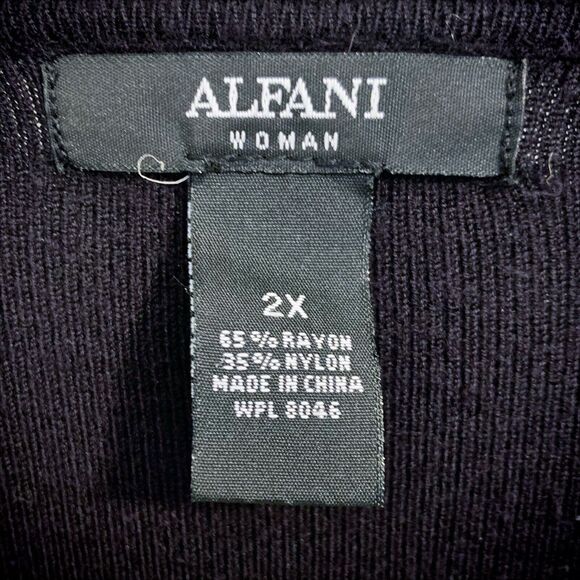 ALFANI
WOMAN
2X
65% RAYON
35% NYLON
MADE IN CHINA
WPL 8046